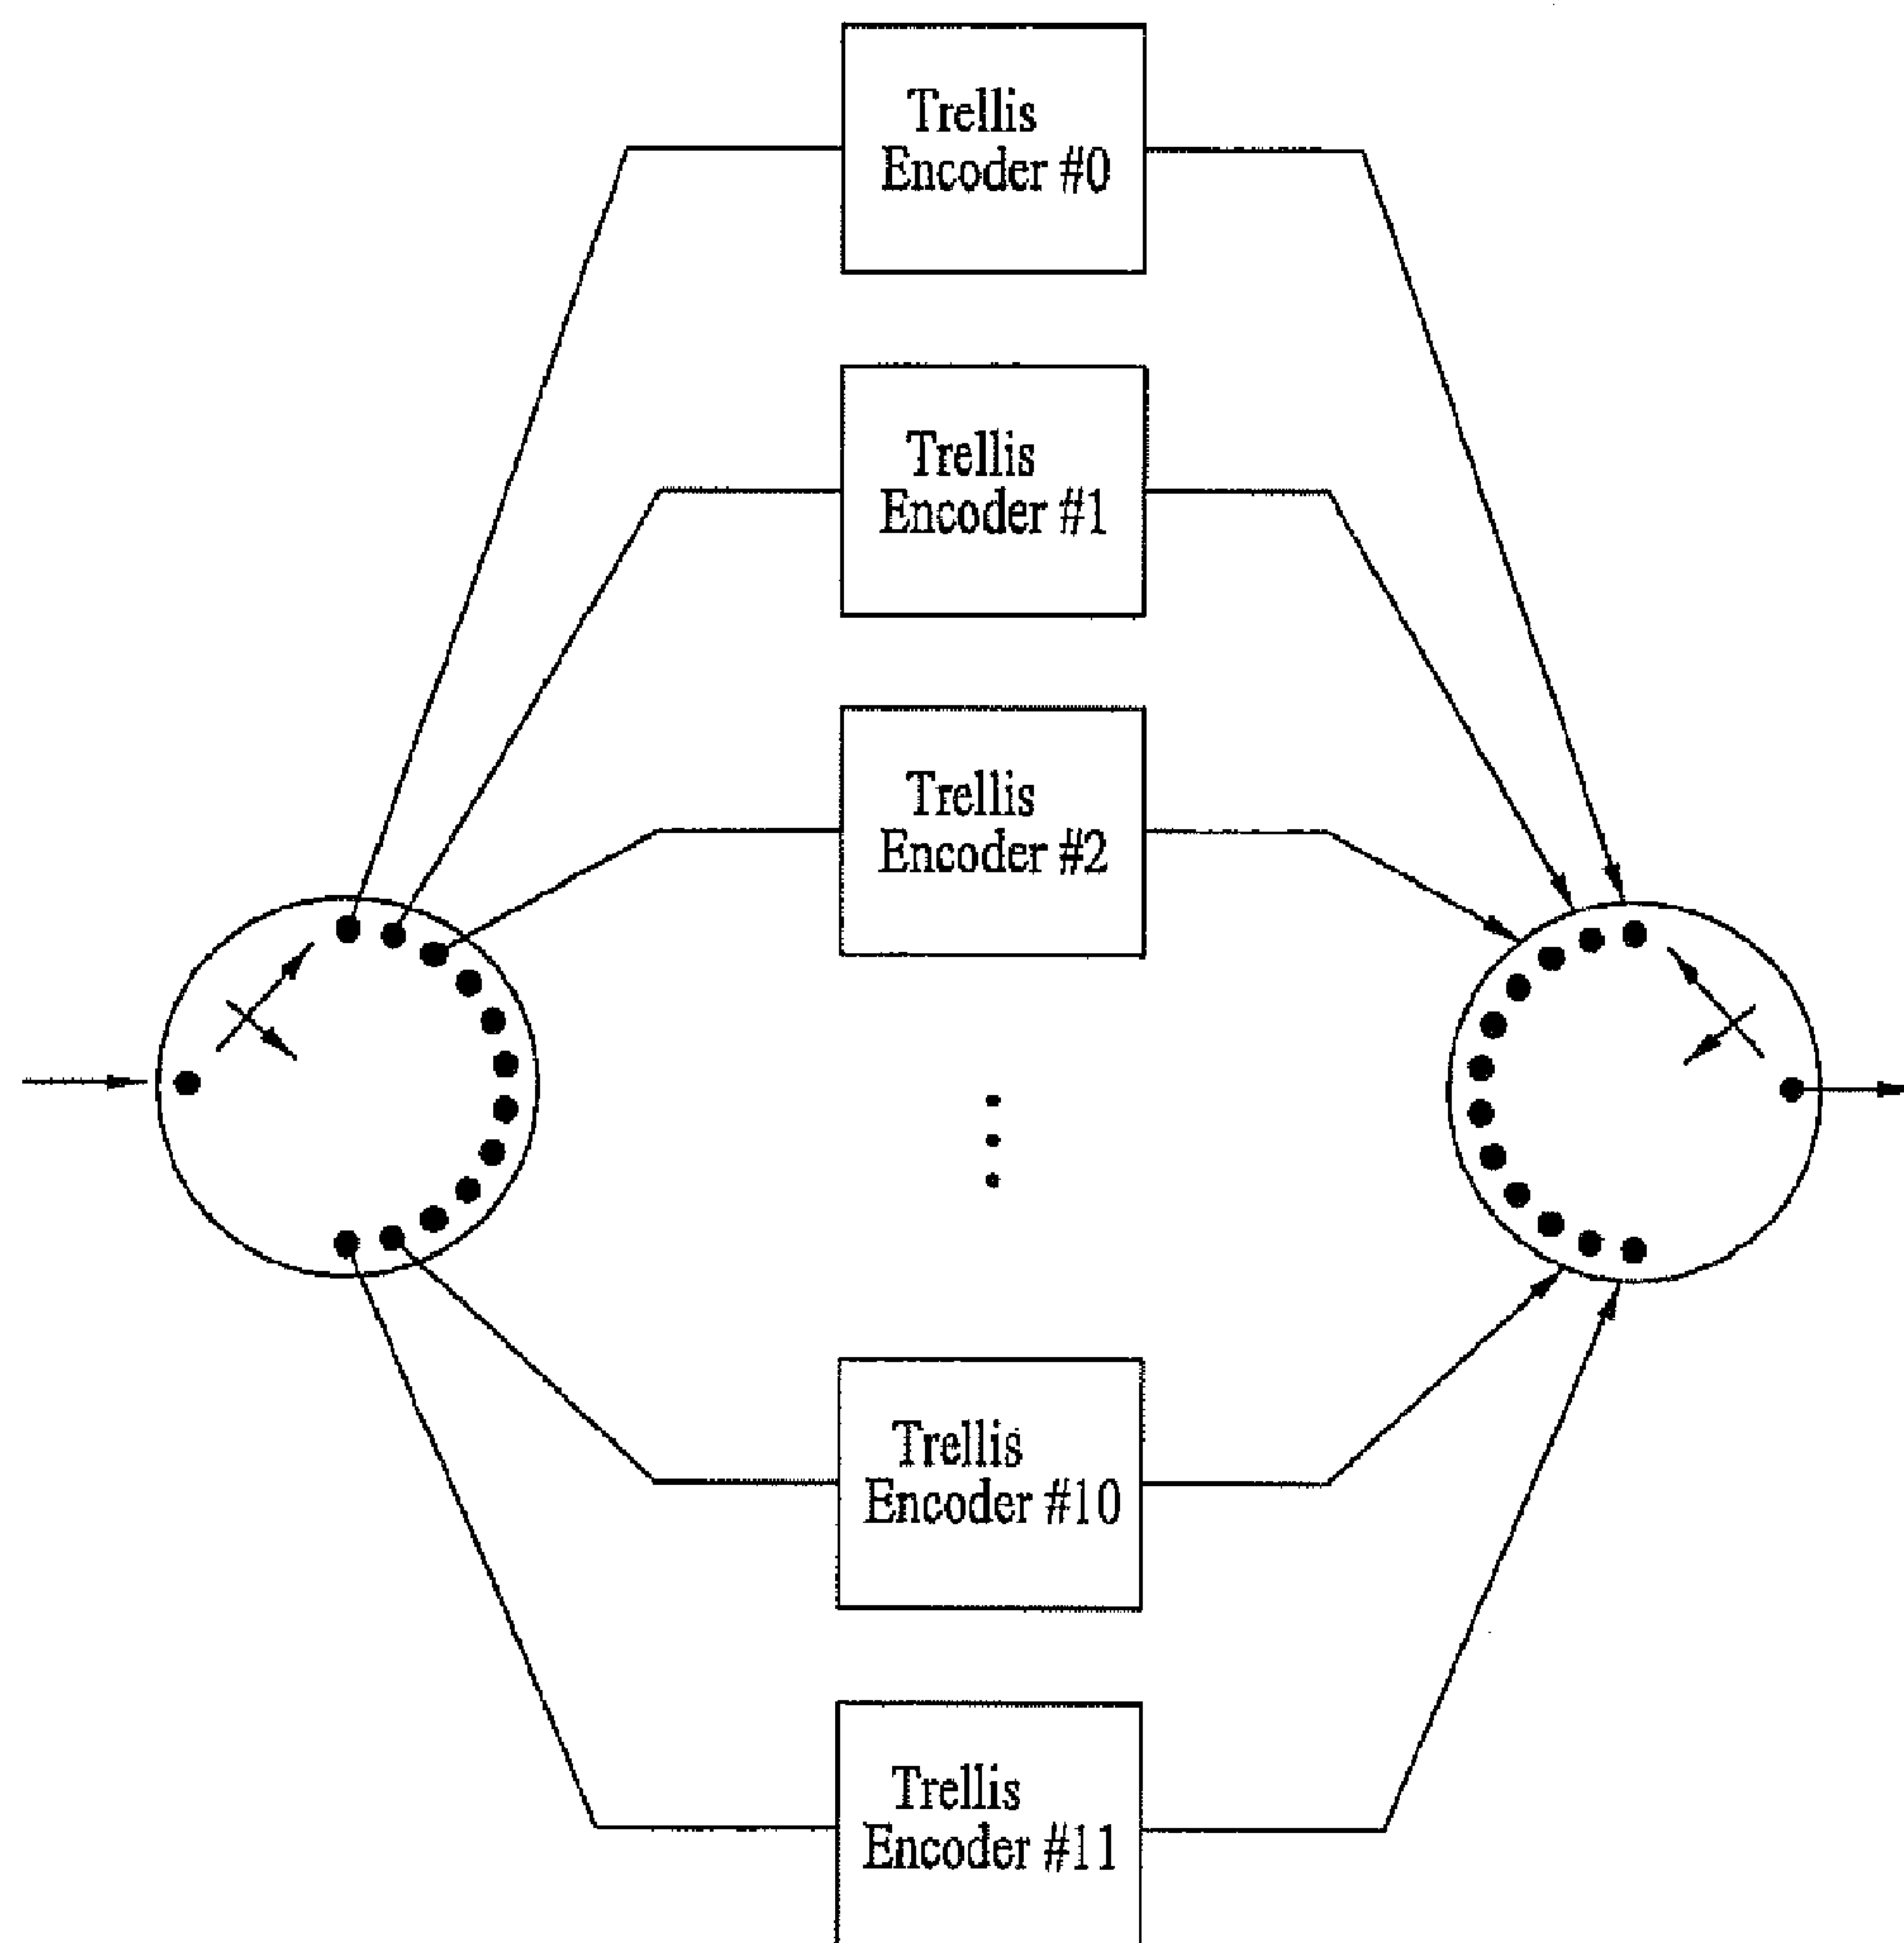 Trellis
Encoder #0
Trellis
Encoder #1
Trellis
Encoder #2
Trellis
Encoder #10
Trellis
Encoder #11